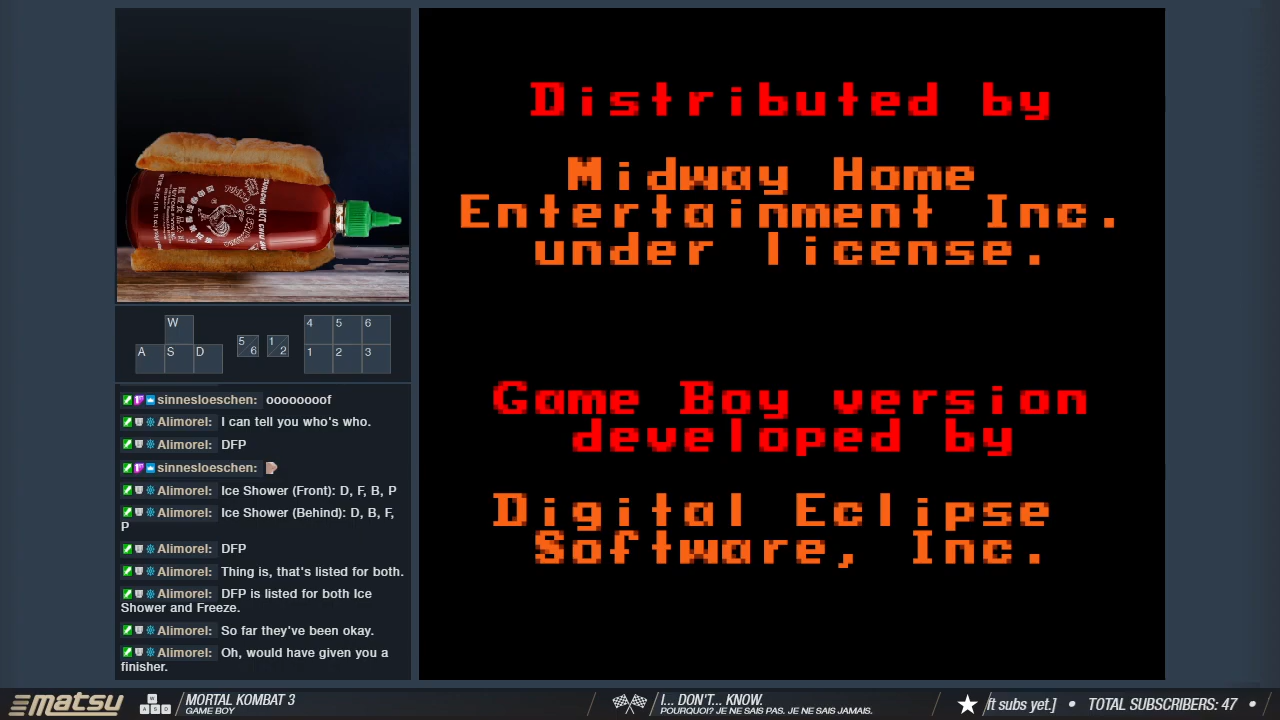 Distributed by
Midway Home
Entertainment Inc.
under license.
Game Boy version
developed by
Digital Eclipse
Software, Inc.
W
A S D
5 6
1 2
4 5 6
1 2 3
sinnesloeschen: oooooooof
Alimorel: I can tell you who's who.
Alimorel: DFP
sinnesloeschen:
Alimorel: Ice Shower (Front): D, F, B, P
Alimorel: Ice Shower (Behind): D, B, F,
P
Alimorel: DFP
Alimorel: Thing is, that's listed for both.
Alimorel: DFP is listed for both Ice
Shower and Freeze.
Alimorel: So far they've been okay.
Alimorel: Oh, would have given you a
finisher.
matsu
W
A S D
MORTAL KOMBAT 3
GAME BOY
I... DON'T... KNOW.
POURQUOI? JE NE SAIS PAS. JE NE SAIS JAMAIS.
ft subs yet.] • TOTAL SUBSCRIBERS: 47 •